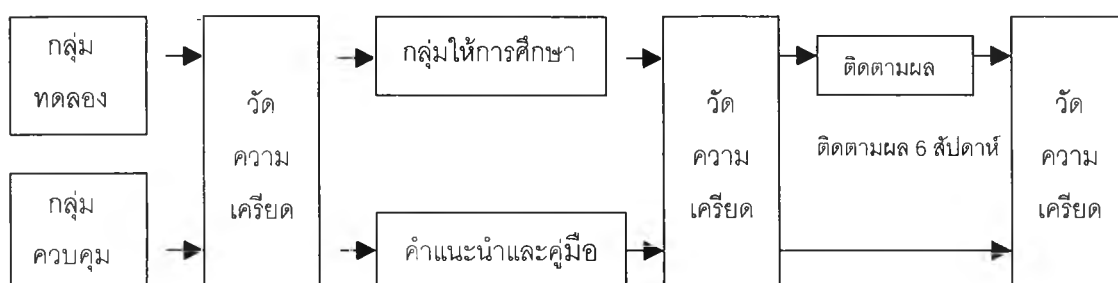 กลุ่ม
ทดลอง
วัด
ความ
เครียด
กลุ่มให้การศึกษา
วัด
ความ
เครียด
ติดตามผล
ติดตามผล 6 สัปดาห์
วัด
ความ
เครียด
กลุ่ม
ควบคุม
คำแนะนำและคู่มือ